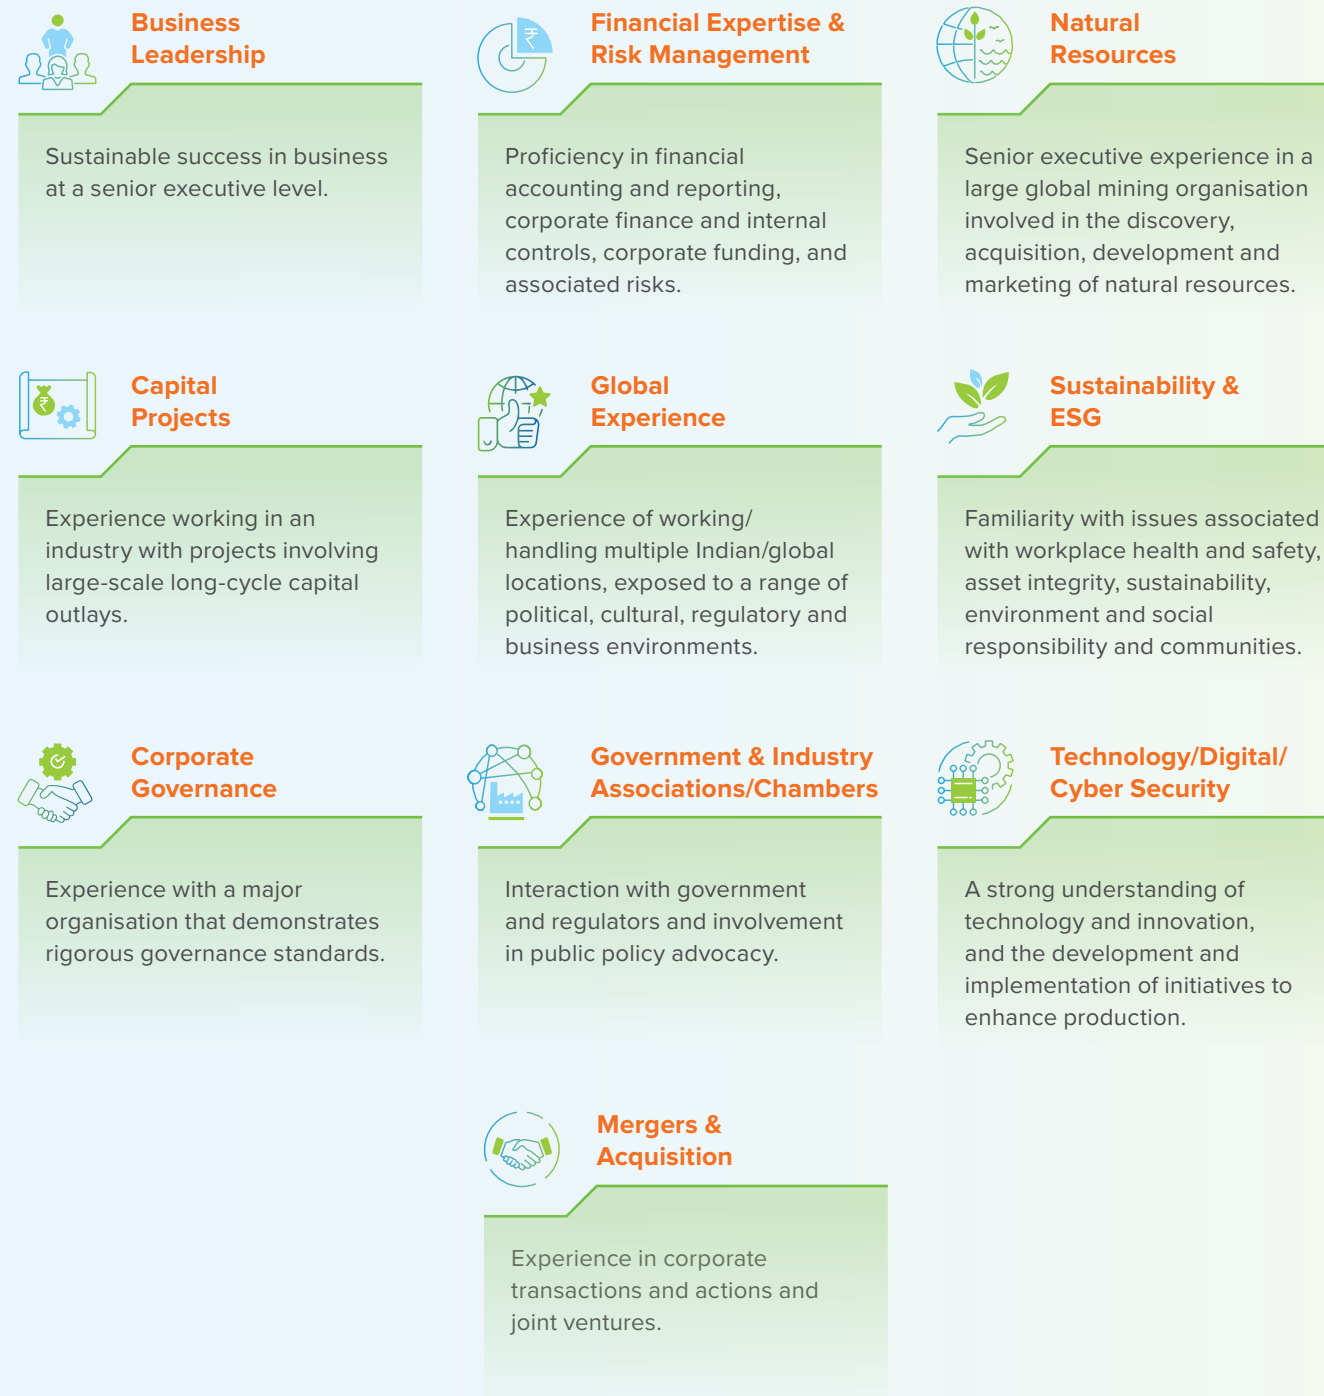 Business
Leadership
Sustainable success in business
at a senior executive level.
Financial Expertise &
Risk Management
Proficiency in financial
accounting and reporting,
corporate finance and internal
controls, corporate funding, and
associated risks.
Natural
Resources
Senior executive experience in a
large global mining organisation
involved in the discovery,
acquisition, development and
marketing of natural resources.
Capital
Projects
Experience working in an
industry with projects involving
large-scale long-cycle capital
outlays.
Global
Experience
Experience of working/
handling multiple Indian/global
locations, exposed to a range of
political, cultural, regulatory and
business environments.
Sustainability &
ESG
Familiarity with issues associated
with workplace health and safety,
asset integrity, sustainability,
environment and social
responsibility and communities.
Corporate
Governance
Experience with a major
organisation that demonstrates
rigorous governance standards.
Government & Industry
Associations/Chambers
Interaction with government
and regulators and involvement
in public policy advocacy.
Technology/Digital/
Cyber Security
A strong understanding of
technology and innovation,
and the development and
implementation of initiatives to
enhance production.
Mergers &
Acquisition
Experience in corporate
transactions and actions and
joint ventures.